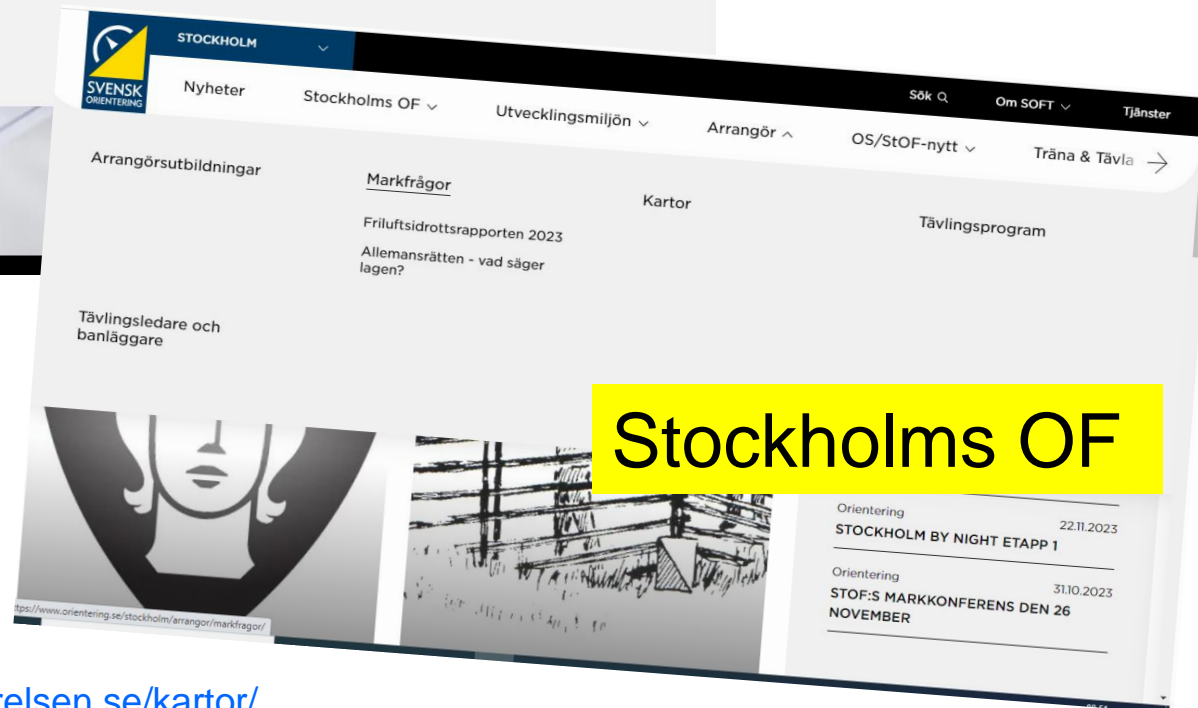 STOCKHOLM
SVENSK
ORIENTERING
Sök
Om SOFT
Tjänster
Nyheter
Stockholms OF
Utvecklingsmiljön
Arrangör
OS/StOF-nytt
Träna & Tävla
Arrangörsutbildningar
Markfrågor
Kartor
Tävlingsprogram
Friluftsidrottsrapporten 2023
Allemansrätten - vad säger
lagen?
Tävlingsledare och
banläggare
Stockholms OF
Orientering
22.11.2023
STOCKHOLM BY NIGHT ETAPP 1
Orientering
31.10.2023
STOF:S MARKKONFERENS DEN 26
NOVEMBER
ttps://www.orientering.se/stockholm/arrangor/markfragor/
relsen.se/kartor/